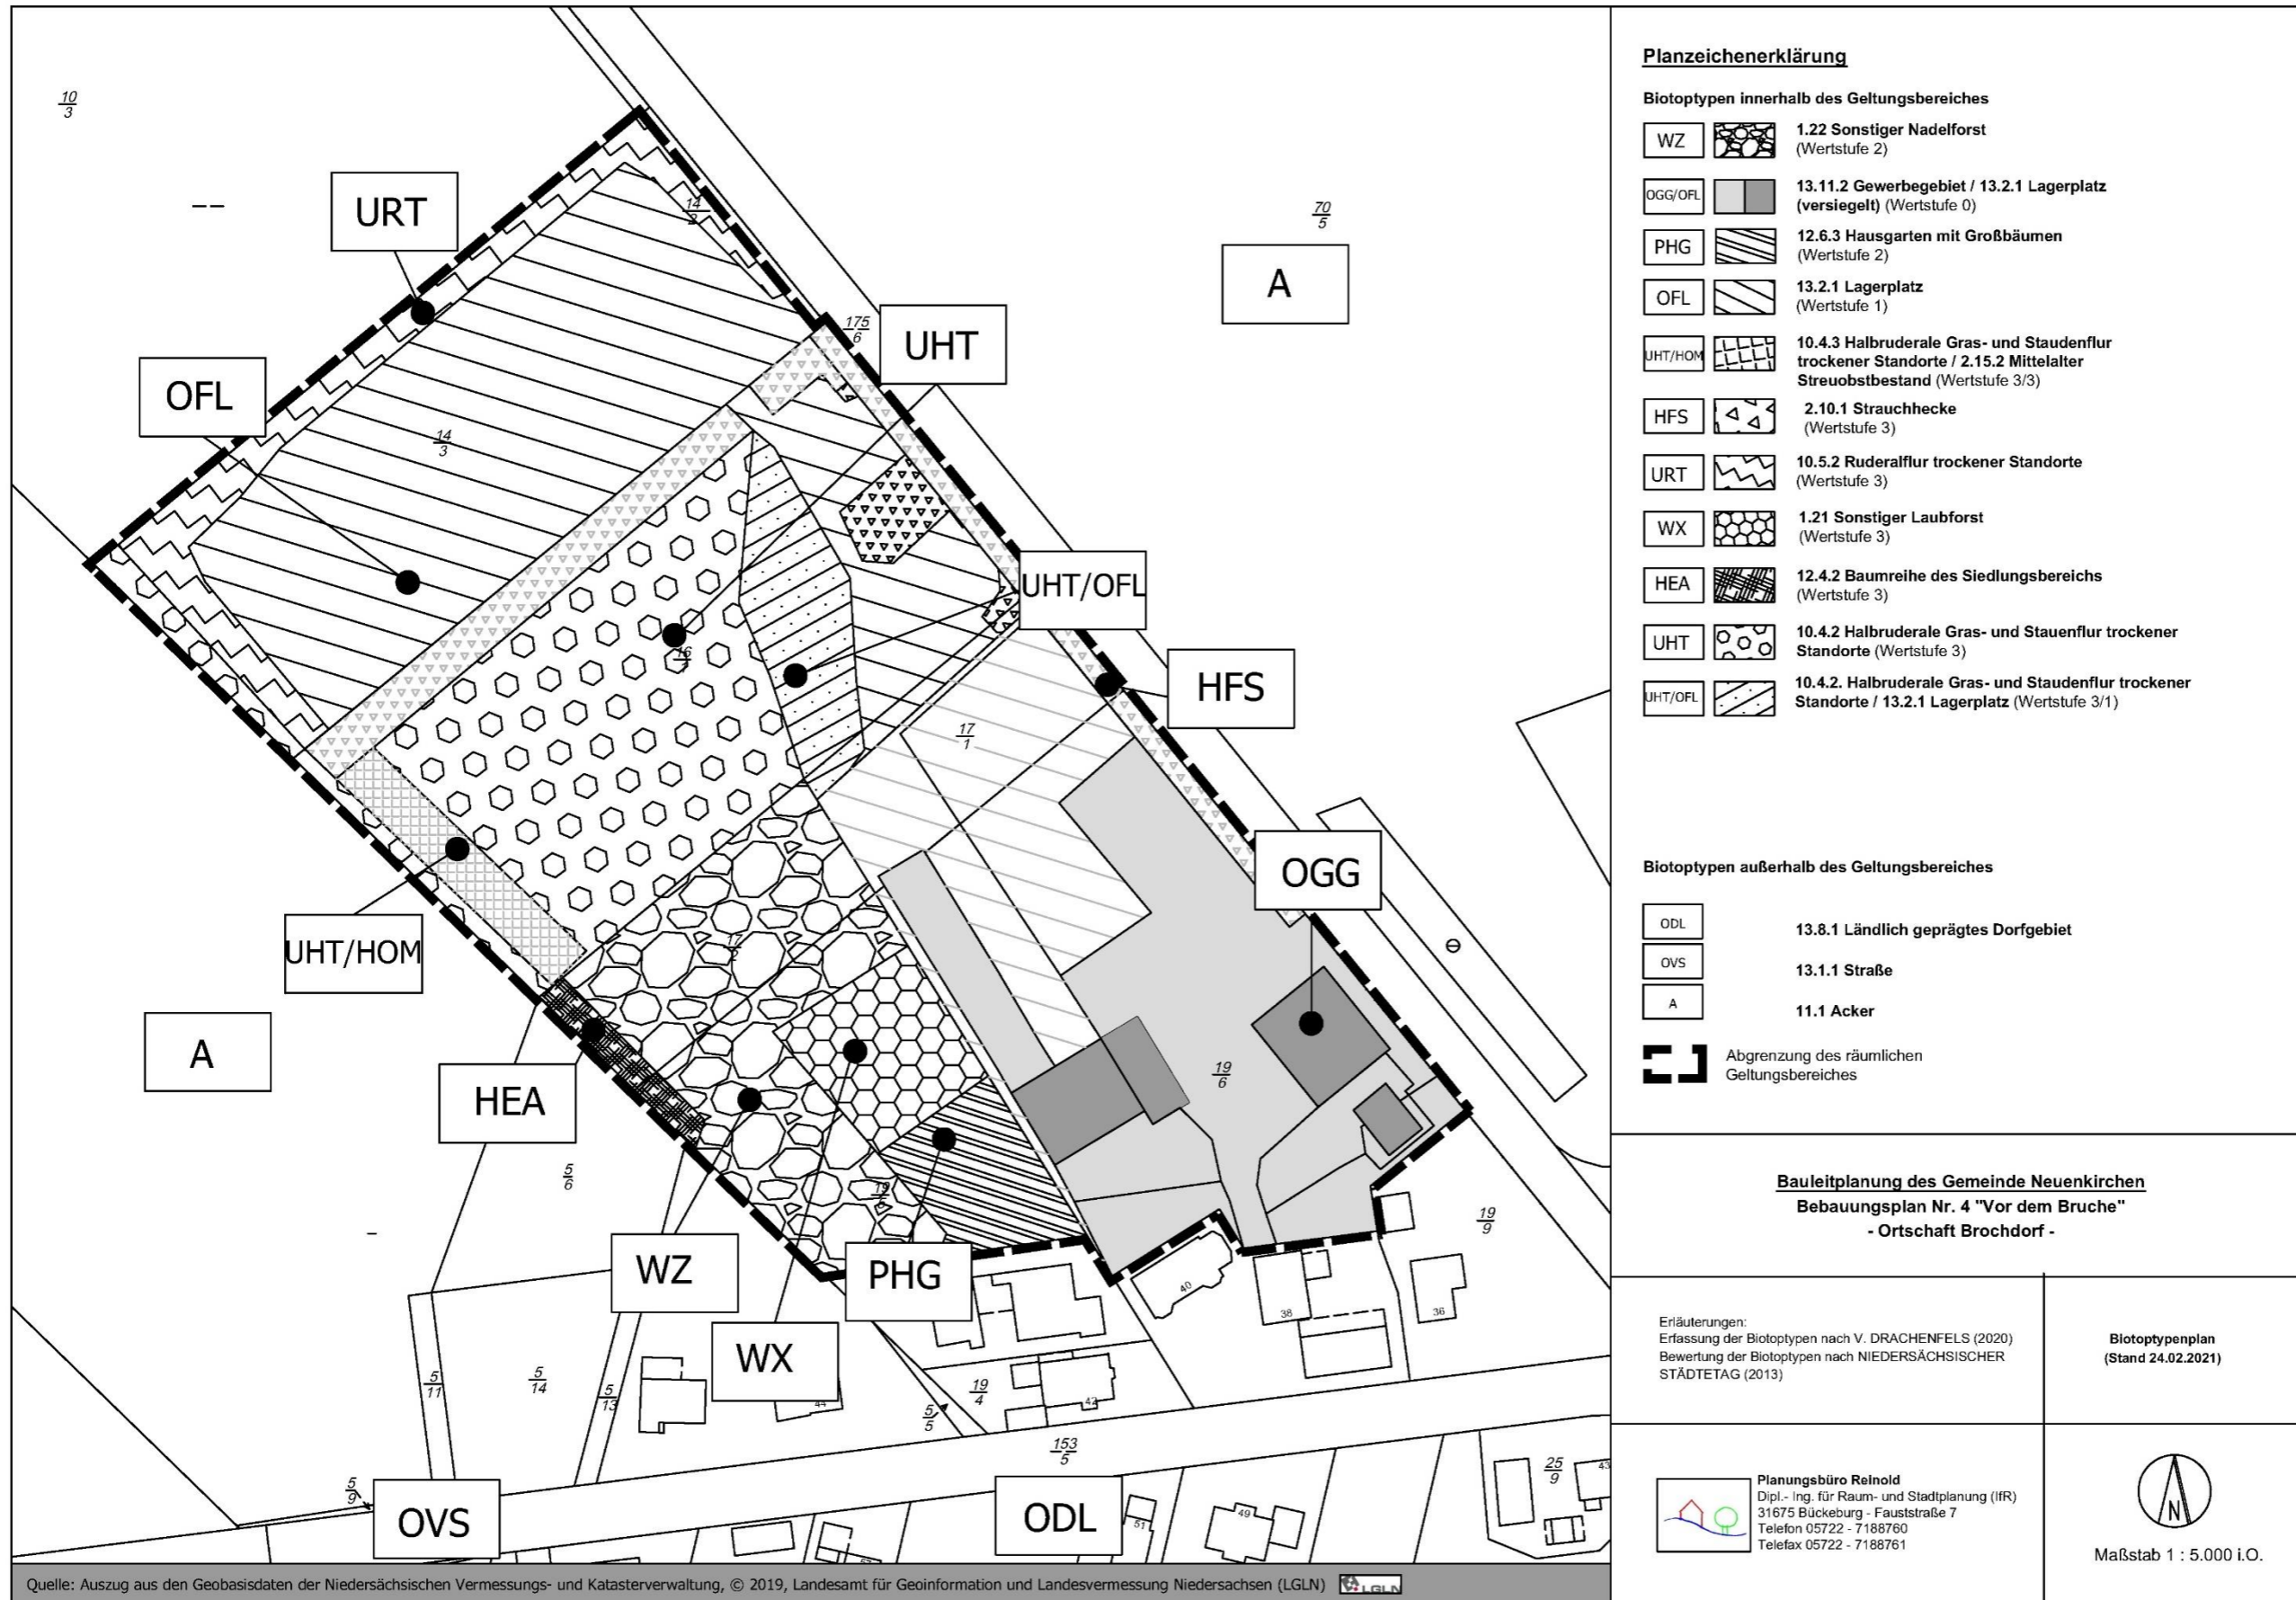 10
3
URT
14
2
70
5
A
175
6
UHT
OFL
14
3
UHT/OFL
16
HFS
17
1
OGG
UHT/HOM
17
2
A
HEA
19
6
5
6
19
19
9
WZ
PHG
WX
40
38
36
5
11
5
14
5
13
44
19
4
42
5
5
153
5
25
9
43
5
9
OVS
ODL
51
49
Quelle: Auszug aus den Geobasisdaten der Niedersächsischen Vermessungs- und Katasterverwaltung, © 2019, Landesamt für Geoinformation und Landesvermessung Niedersachsen (LGLN)
LGLN
Planzeichenerklärung
Biotoptypen innerhalb des Geltungsbereiches
WZ
1.22 Sonstiger Nadelforst
(Wertstufe 2)
OGG/OFL
13.11.2 Gewerbegebiet / 13.2.1 Lagerplatz
(versiegelt) (Wertstufe 0)
PHG
12.6.3 Hausgarten mit Großbäumen
(Wertstufe 2)
OFL
13.2.1 Lagerplatz
(Wertstufe 1)
UHT/HOM
10.4.3 Halbruderale Gras- und Staudenflur
trockener Standorte / 2.15.2 Mittelalter
Streuobstbestand (Wertstufe 3/3)
HFS
2.10.1 Strauchhecke
(Wertstufe 3)
URT
10.5.2 Ruderalflur trockener Standorte
(Wertstufe 3)
WX
1.21 Sonstiger Laubforst
(Wertstufe 3)
HEA
12.4.2 Baumreihe des Siedlungsbereichs
(Wertstufe 3)
UHT
10.4.2 Halbruderale Gras- und Stauenflur trockener
Standorte (Wertstufe 3)
UHT/OFL
10.4.2. Halbruderale Gras- und Staudenflur trockener
Standorte / 13.2.1 Lagerplatz (Wertstufe 3/1)
Biotoptypen außerhalb des Geltungsbereiches
ODL
13.8.1 Ländlich geprägtes Dorfgebiet
OVS
13.1.1 Straße
A
11.1 Acker
Abgrenzung des räumlichen
Geltungsbereiches
Bauleitplanung des Gemeinde Neuenkirchen
Bebauungsplan Nr. 4 "Vor dem Bruche"
- Ortschaft Brochdorf -
Erläuterungen:
Erfassung der Biotoptypen nach V. DRACHENFELS (2020)
Bewertung der Biotoptypen nach NIEDERSÄCHSISCHER
STÄDTETAG (2013)
Biotoptypenplan
(Stand 24.02.2021)
Planungsbüro Reinold
Dipl.- Ing. für Raum- und Stadtplanung (IfR)
31675 Bückeburg - Fauststraße 7
Telefon 05722 - 7188760
Telefax 05722 - 7188761
N
Maßstab 1 : 5.000 i.O.